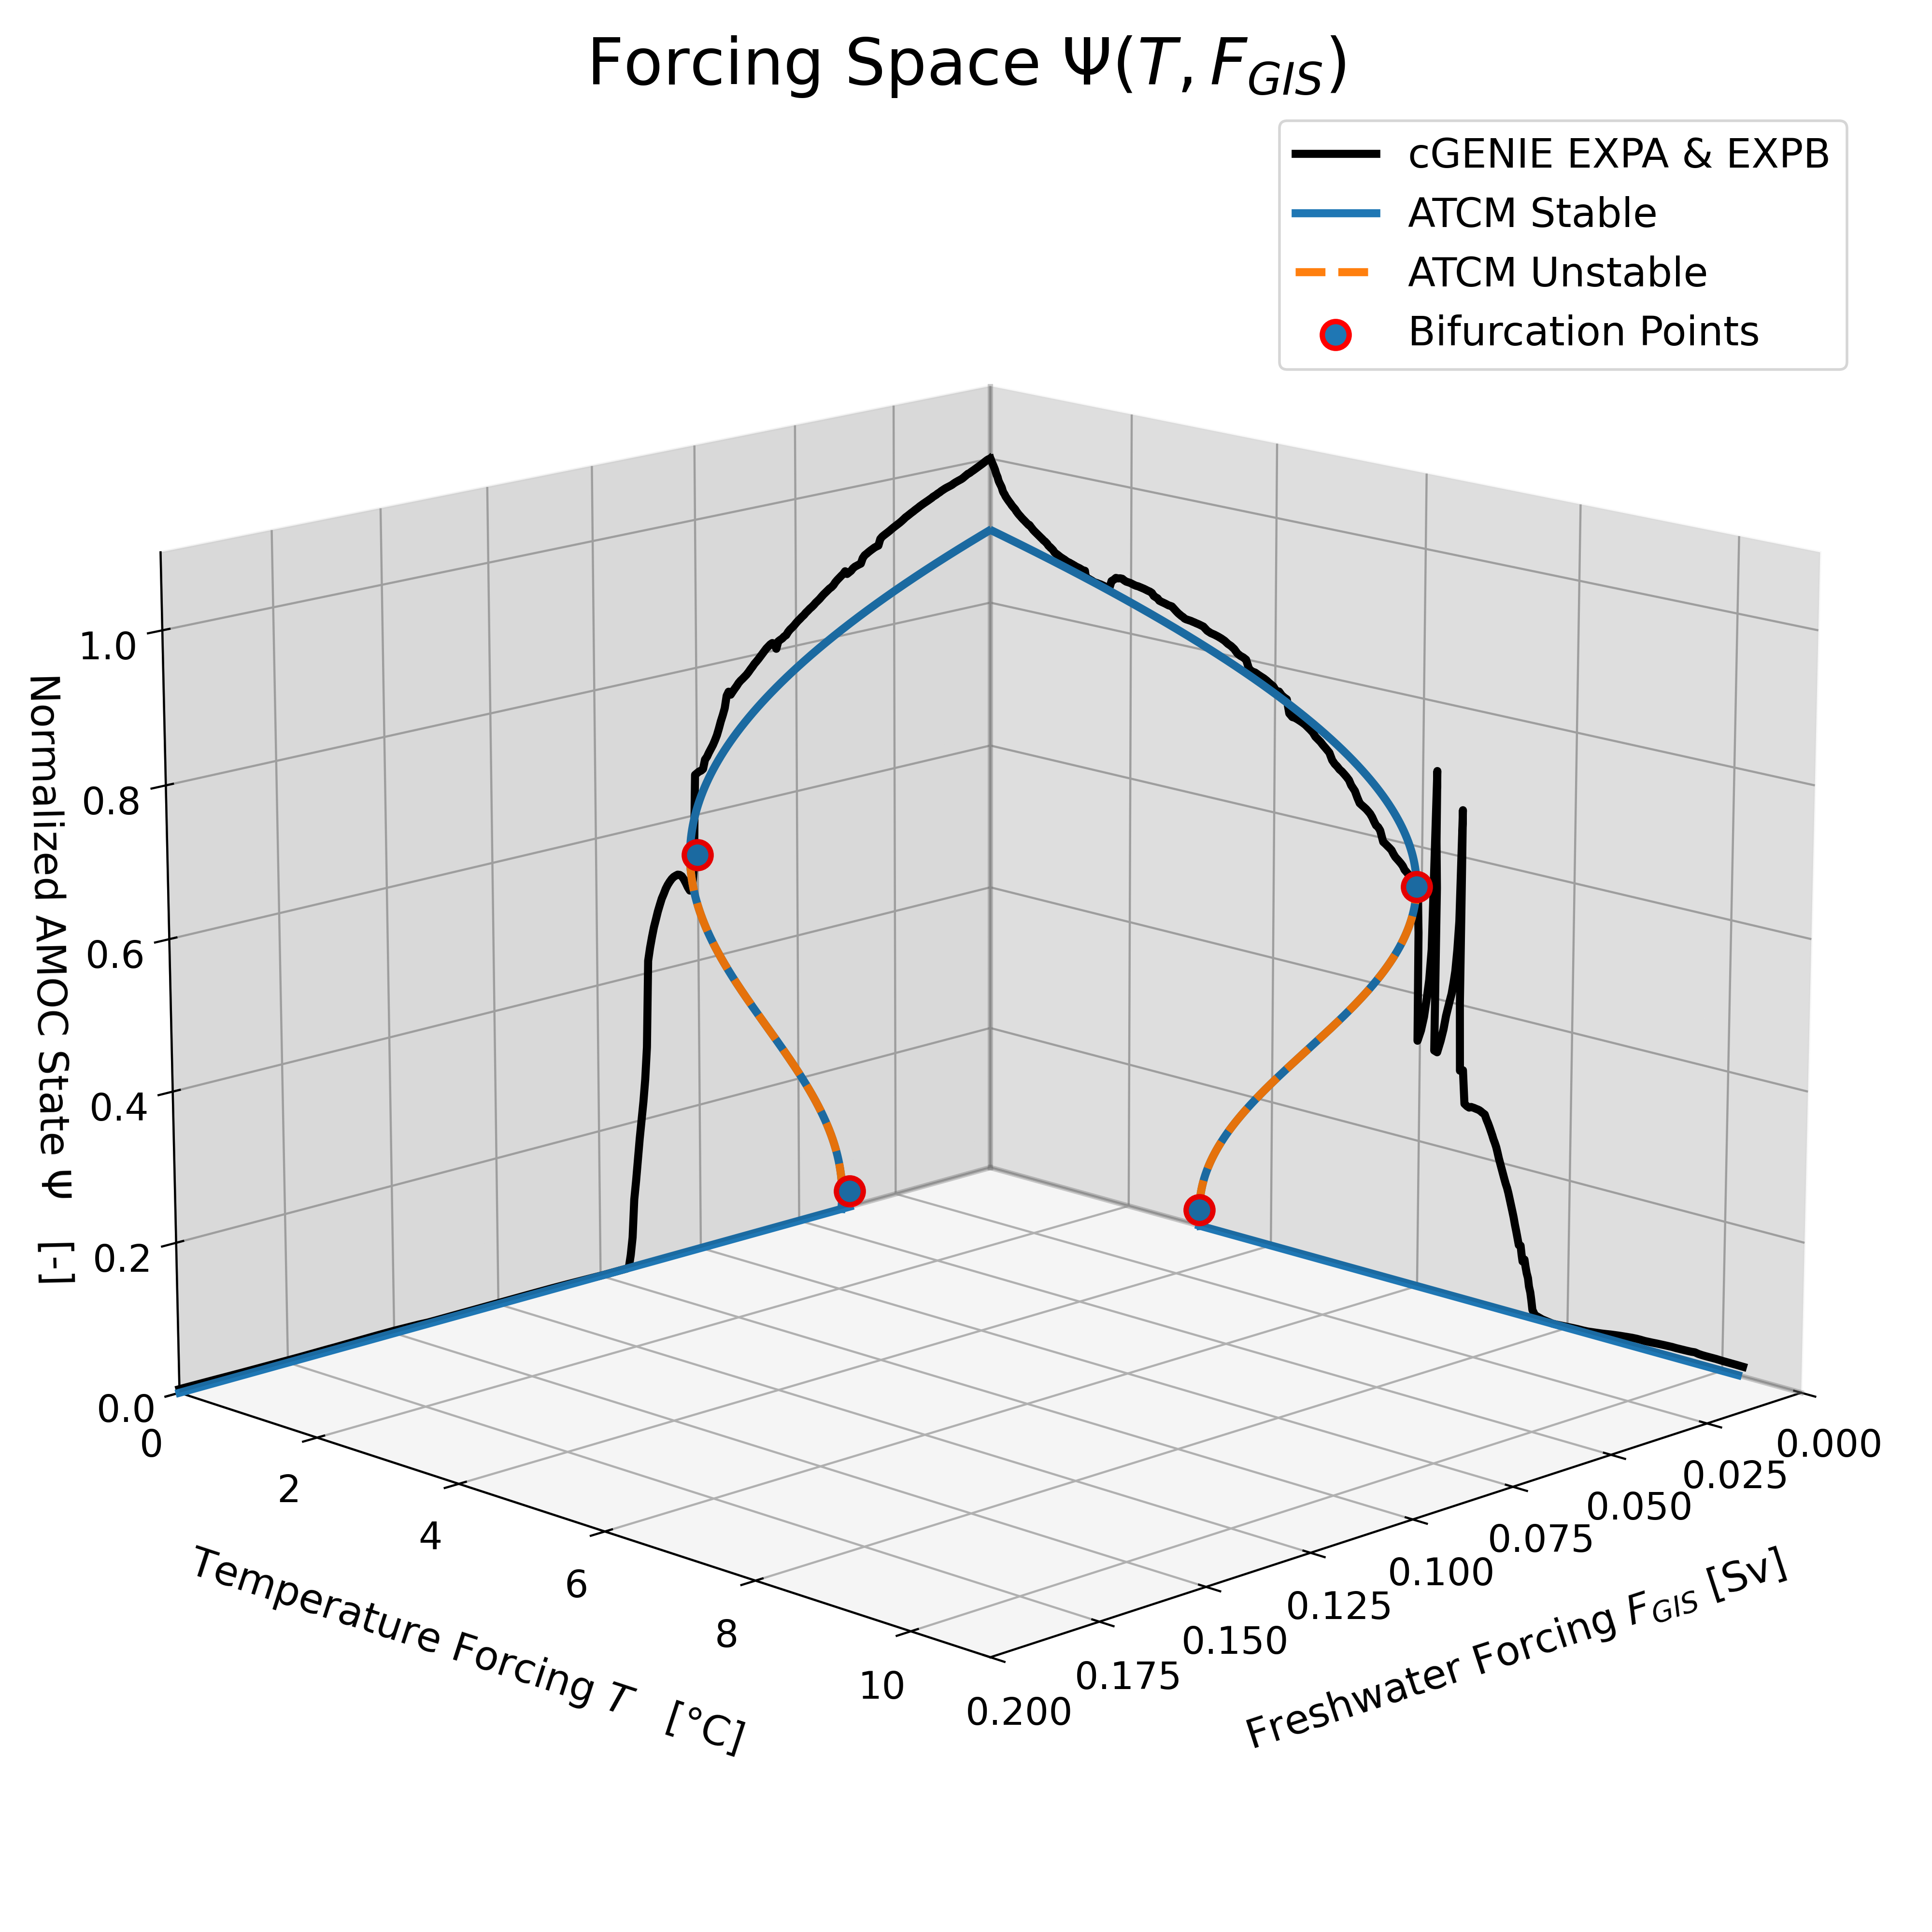 Forcing Space Ψ(T, F_GIS)
cGENIE EXPA & EXPB
ATCM Stable
ATCM Unstable
Bifurcation Points
Normalized AMOC State Ψ [-]
1.0
0.8
0.6
0.4
0.2
0.0
0
2
4
6
8
10
Temperature Forcing T [°C]
0.000
0.025
0.050
0.075
0.100
0.125
0.150
0.175
0.200
Freshwater Forcing F_GIS [Sv]